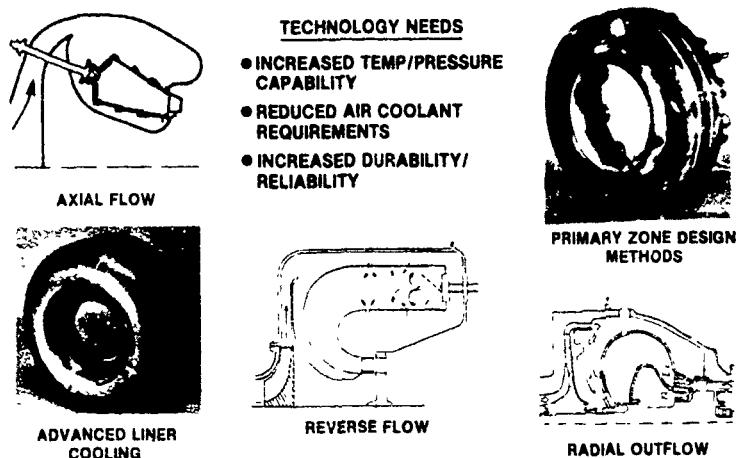 TECHNOLOGY NEEDS
● INCREASED TEMP/PRESSURE
CAPABILITY
● REDUCED AIR COOLANT
REQUIREMENTS
● INCREASED DURABILITY/
RELIABILITY
AXIAL FLOW
PRIMARY ZONE DESIGN
METHODS
ADVANCED LINER
COOLING
REVERSE FLOW
RADIAL OUTFLOW